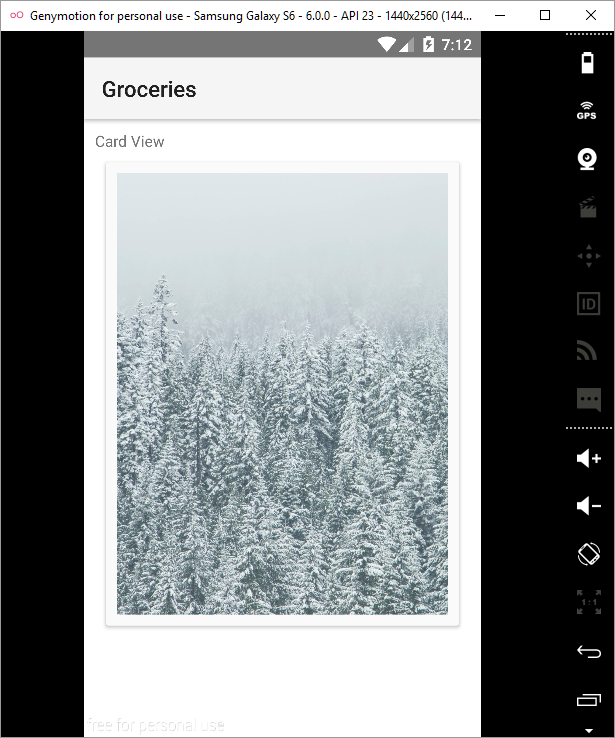 Genymotion for personal use - Samsung Galaxy S6 - 6.0.0 - API 23 - 1440x2560 (144...
7:12
Groceries
Card View
GPS
ID
1:1
free for personal use